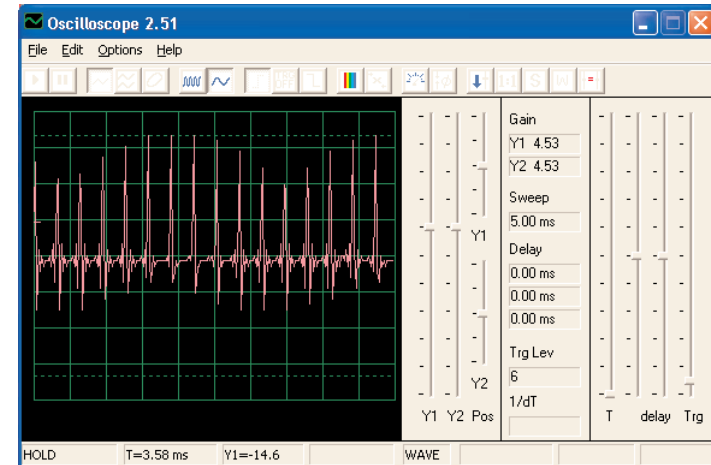 Oscilloscope 2.51
File Edit Options Help
1:1 S W
Gain
Y1 4.53
Y2 4.53
Sweep
5.00 ms
Delay
0.00 ms
0.00 ms
0.00 ms
Trg Lev
6
1/dT
Y1
Y2
Y1 Y2 Pos
T delay Trg
HOLD T=3.58 ms Y1=-14.6 WAVE